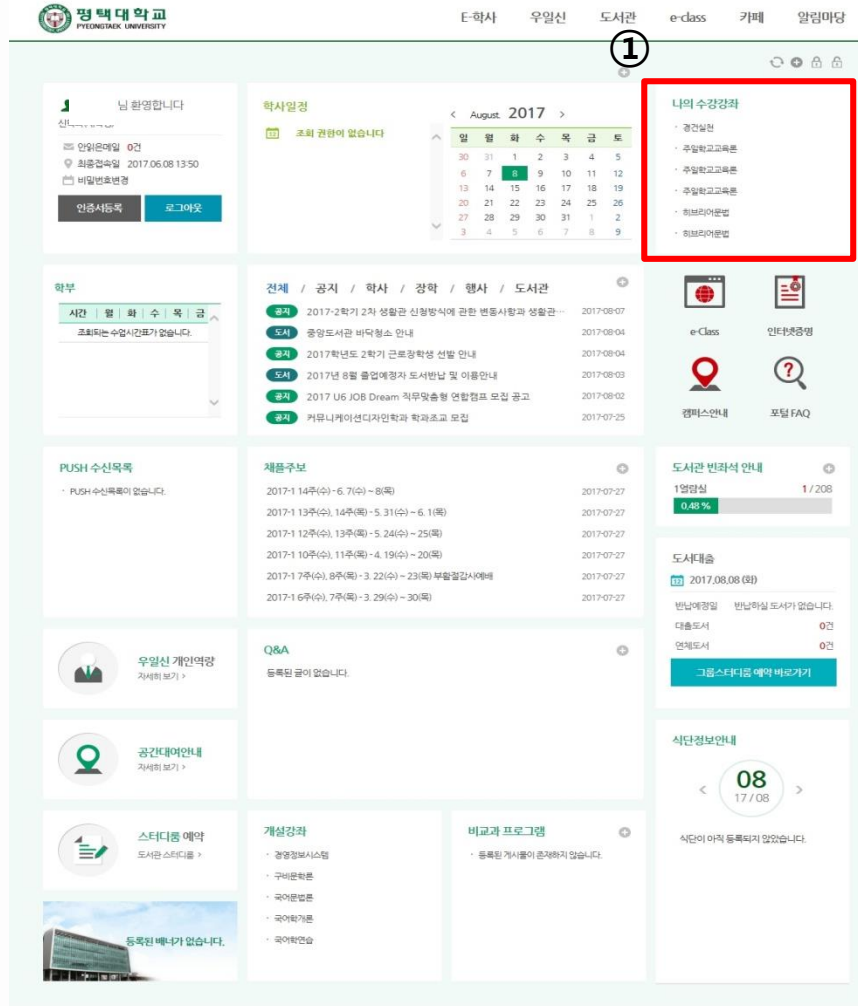 평택대학교
PYEONGTAEK UNIVERSITY
E-학사 우일신 도서관 e-class 카페 알림마당
①
님 환영합니다
안읽은메일 0건
최종접속일 2017.06.08 13:50
비밀번호변경
인증서등록 로그아웃
학사일정
12 조회 권한이 없습니다
< August 2017 >
일 월 화 수 목 금 토
30 31 1 2 3 4 5
6 7 8 9 10 11 12
13 14 15 16 17 18 19
20 21 22 23 24 25 26
27 28 29 30 31 1 2
3 4 5 6 7 8 9
나의 수강강좌
· 경건실천
· 주일학교교육론
· 주일학교교육론
· 주일학교교육론
· 히브리어문법
· 히브리어문법
학부
시간 월 화 수 목 금
조회되는 수업시간표가 없습니다.
전체 / 공지 / 학사 / 장학 / 행사 / 도서관
공지 2017-2학기 2차 생활관 신청방식에 관한 변동사항과 생활관… 2017-08-07
도서 중앙도서관 바닥청소 안내 2017-08-04
공지 2017학년도 2학기 근로장학생 선발 안내 2017-08-04
도서 2017년 8월 졸업예정자 도서반납 및 이용안내 2017-08-03
공지 2017 U6 JOB Dream 직무맞춤형 연합캠프 모집 공고 2017-08-02
공지 커뮤니케이션디자인학과 학과조교 모집 2017-07-25
e-Class 인터넷증명
캠퍼스안내 포털 FAQ
PUSH 수신목록
· PUSH 수신목록이 없습니다.
채플주보
2017-1 14주(수) - 6. 7(수) ~ 8(목) 2017-07-27
2017-1 13주(수), 14주(목) - 5. 31(수) ~ 6. 1(목) 2017-07-27
2017-1 12주(수), 13주(목) - 5. 24(수) ~ 25(목) 2017-07-27
2017-1 10주(수), 11주(목) - 4. 19(수) ~ 20(목) 2017-07-27
2017-1 7주(수), 8주(목) - 3. 22(수) ~ 23(목) 부활절감사예배 2017-07-27
2017-1 6주(수), 7주(목) - 3. 29(수) ~ 30(목) 2017-07-27
도서관 빈좌석 안내
1열람실 1 / 208
0.48 %
도서대출
12 2017.08.08 (화)
반납예정일 반납하실 도서가 없습니다.
대출도서 0건
연체도서 0건
그룹스터디룸 예약 바로가기
우일신 개인역량
자세히 보기 >
Q&A
등록된 글이 없습니다.
공간대여안내
자세히 보기 >
식단정보안내
< 08 >
17 / 08
식단이 아직 등록되지 않았습니다.
스터디룸 예약
도서관 스터디룸 >
개설강좌
· 경영정보시스템
· 구비문학론
· 국어문법론
· 국어학개론
· 국어학연습
비교과 프로그램
· 등록된 게시물이 존재하지 않습니다.
등록된 배너가 없습니다.